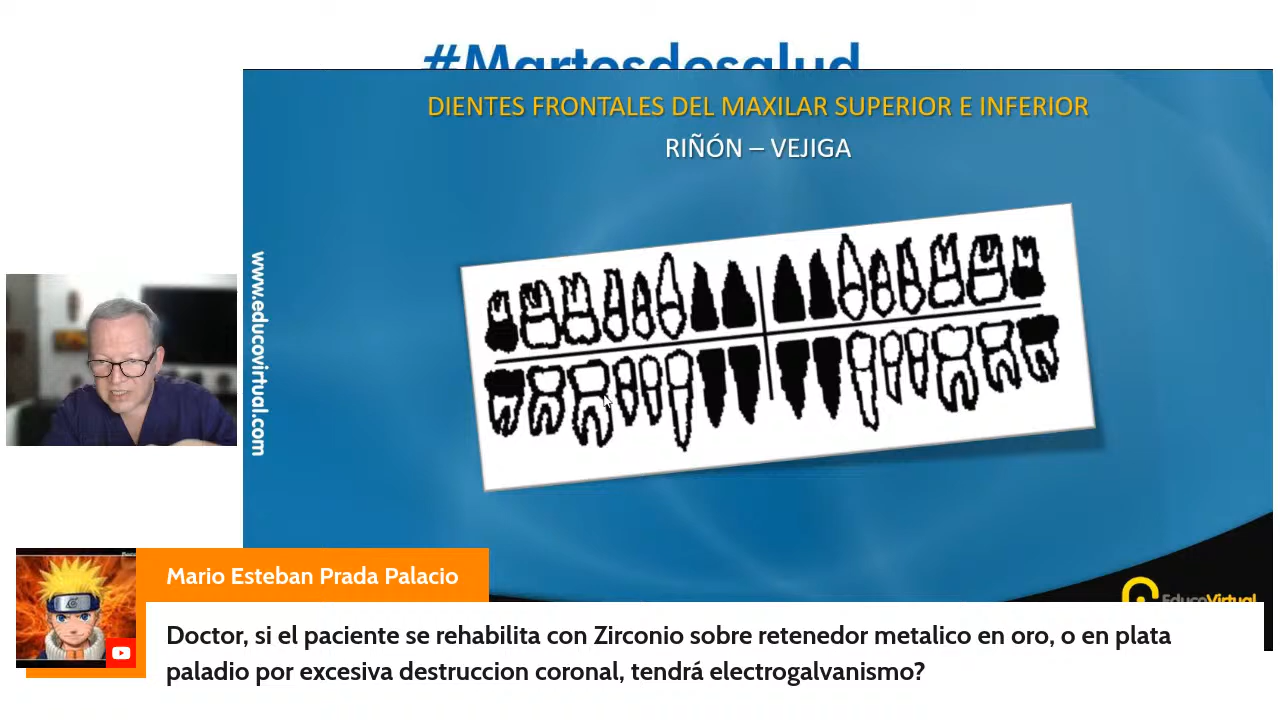 #Martesdesalud
DIENTES FRONTALES DEL MAXILAR SUPERIOR E INFERIOR
RIÑÓN – VEJIGA
www.educovirtual.com
EducoVirtual
Mario Esteban Prada Palacio
Doctor, si el paciente se rehabilita con Zirconio sobre retenedor metalico en oro, o en plata
paladio por excesiva destruccion coronal, tendrá electrogalvanismo?